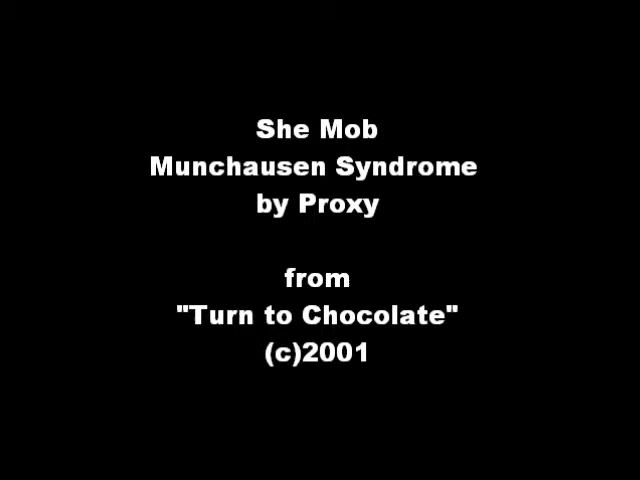 She Mob
Munchausen Syndrome
by Proxy
from
"Turn to Chocolate"
(c)2001